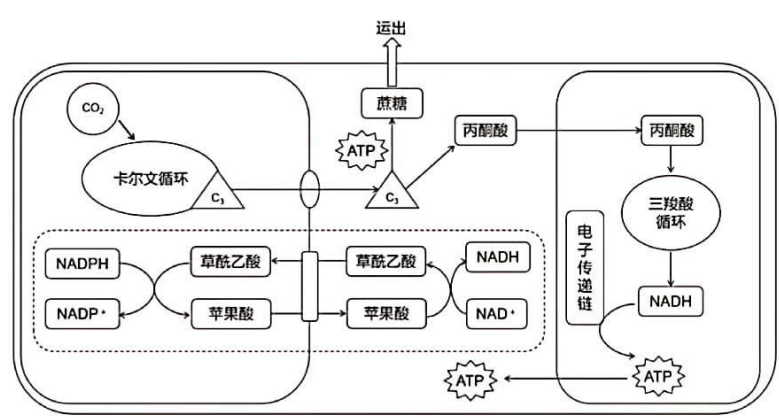 运出
CO₂
蔗糖
丙酮酸
丙酮酸
ATP
卡尔文循环
C₃
C₃
三羧酸
循环
电子传递链
NADPH
草酰乙酸
草酰乙酸
NADH
NADH
NADP⁺
苹果酸
苹果酸
NAD⁺
ATP
ATP